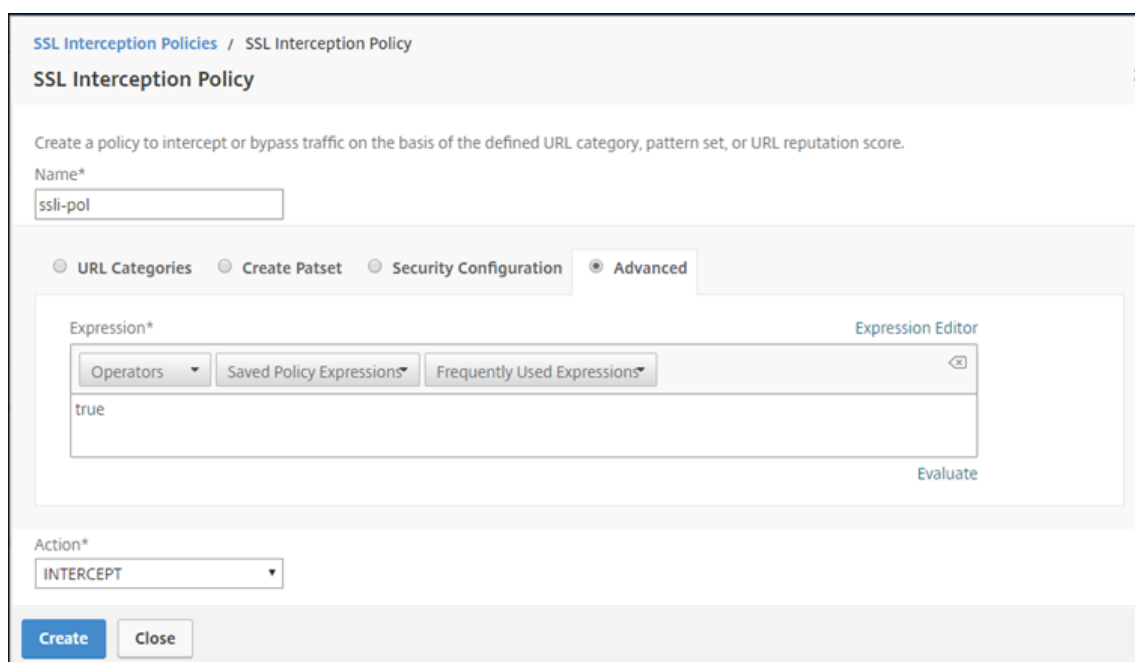 SSL Interception Policies / SSL Interception Policy
SSL Interception Policy
Create a policy to intercept or bypass traffic on the basis of the defined URL category, pattern set, or URL reputation score.
Name*
ssli-pol
URL Categories Create Patset Security Configuration Advanced
Expression* Expression Editor
Operators Saved Policy Expressions Frequently Used Expressions
true
Evaluate
Action*
INTERCEPT
Create Close